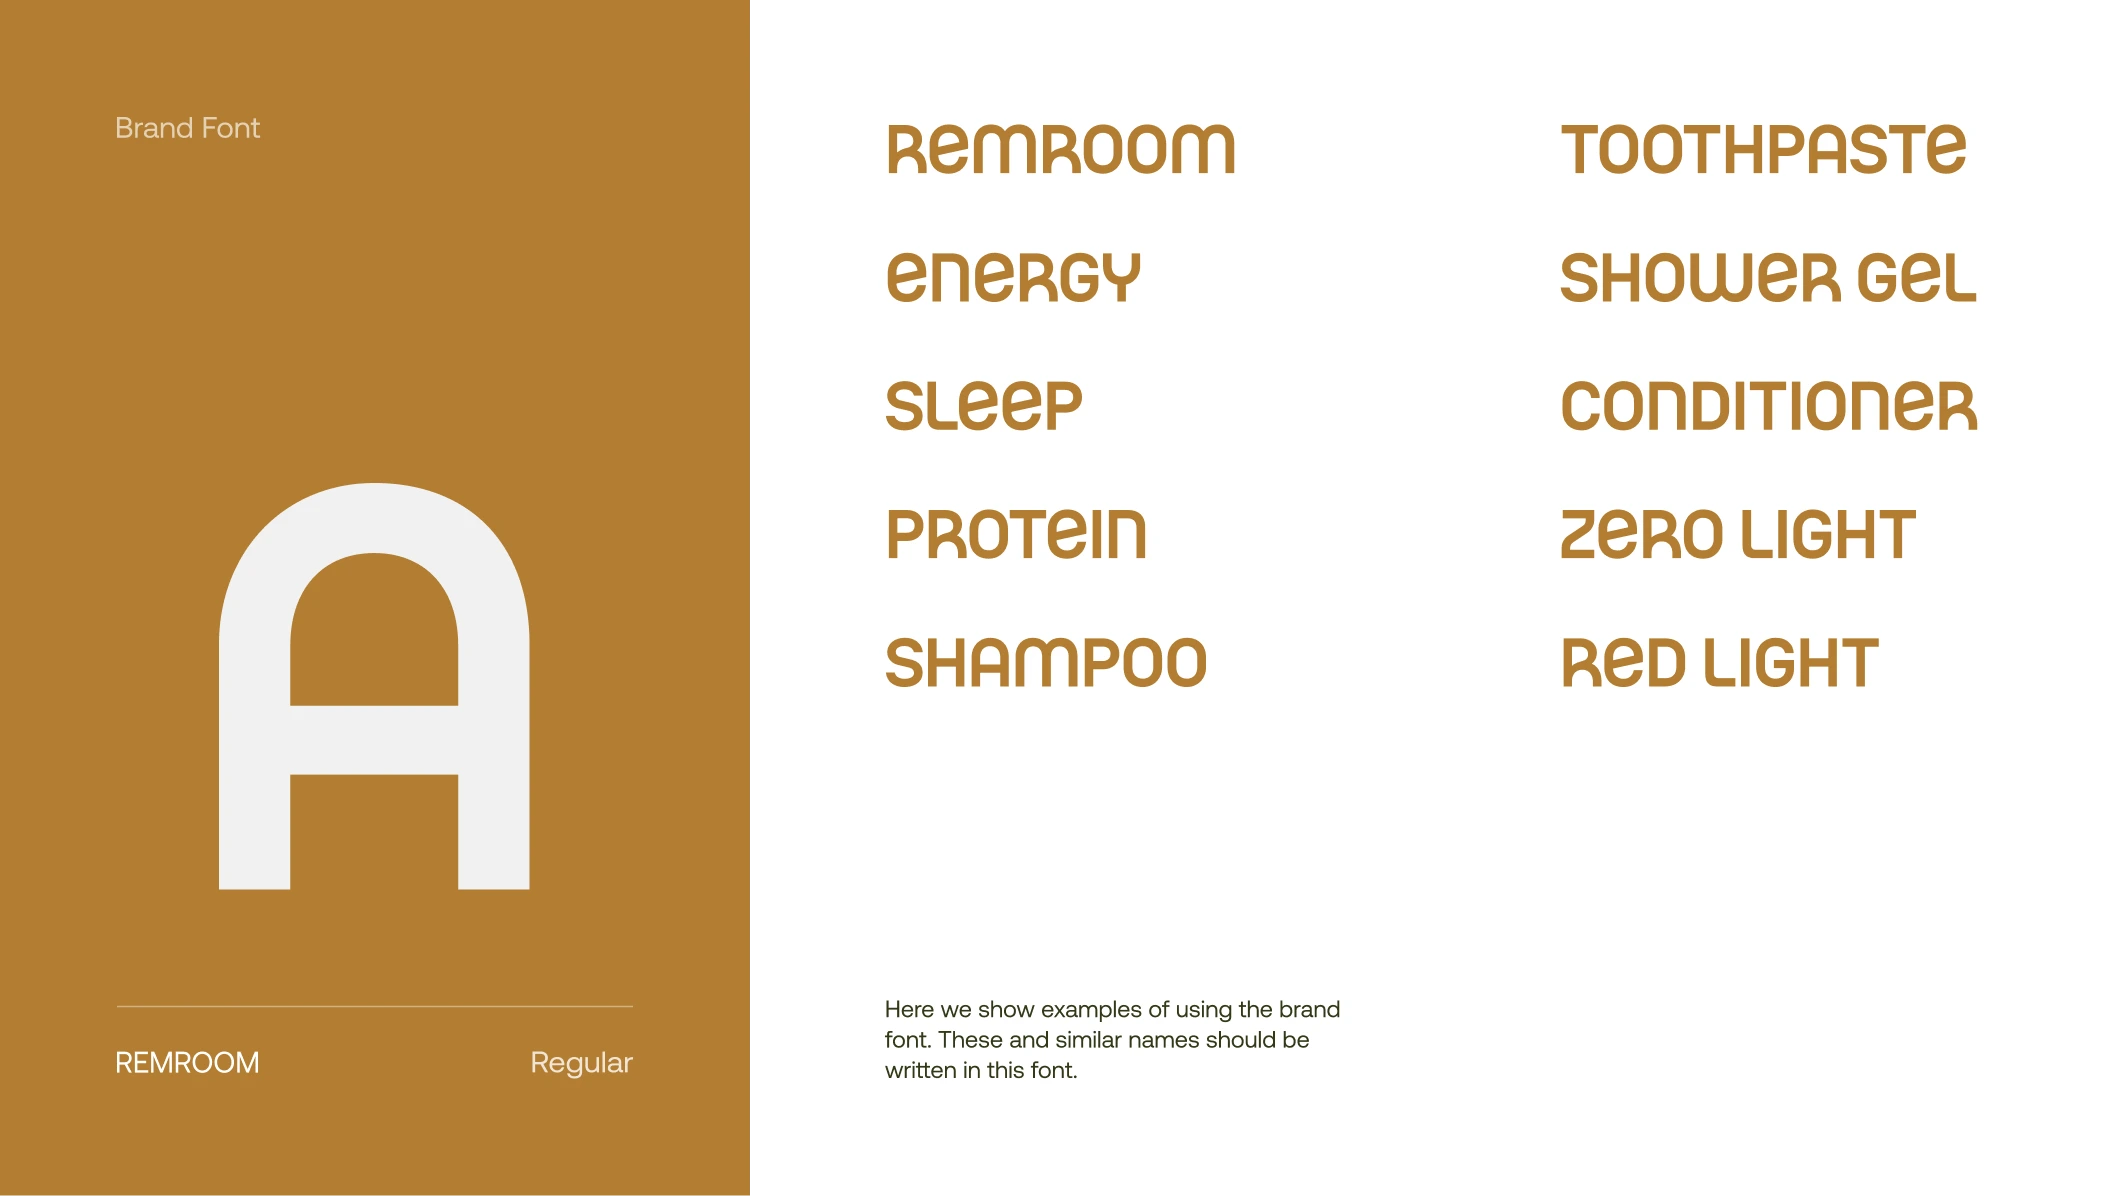 Brand Font
A
REMROOM
Regular
REMROOM
ENERGY
SLEEP
PROTEIN
SHAMPOO
TOOTHPASTE
SHOWER GEL
CONDITIONER
ZERO LIGHT
RED LIGHT
Here we show examples of using the brand
font. These and similar names should be
written in this font.